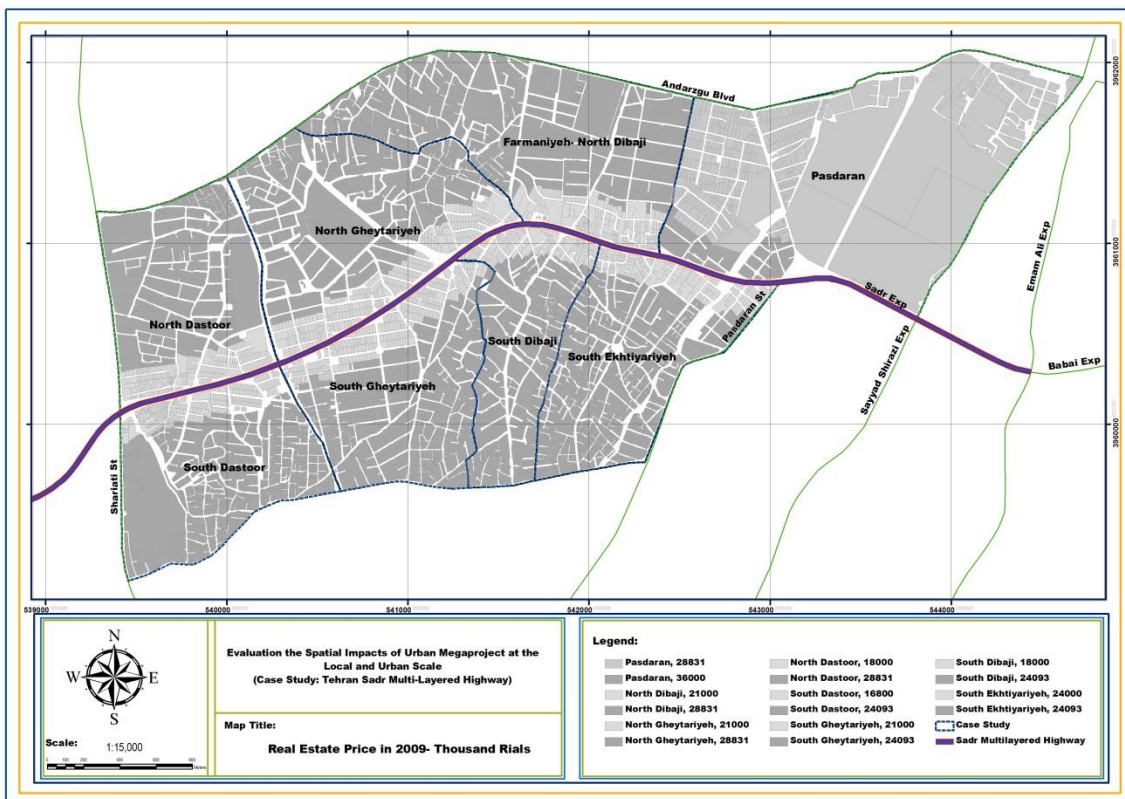 Andarzgu Blvd
Farmaniyeh- North Dibaji
Pasdaran
North Gheytariyeh
3962000
3961000
3960000
Emam Ali Exp
North Dastoor
Sadr Exp
Pasdaran St
South Dibaji
South Ekhtiyariyeh
South Gheytariyeh
Sayyad Shirazi Exp
Babai Exp
Shariati St
South Dastoor
539000
540000
541000
542000
543000
544000
N
W
E
S
Scale:
1:15,000
Evaluation the Spatial Impacts of Urban Megaproject at the
Local and Urban Scale
(Case Study: Tehran Sadr Multi-Layered Highway)
Map Title:
Real Estate Price in 2009- Thousand Rials
Legend:
Pasdaran, 28831
Pasdaran, 36000
North Dibaji, 21000
North Dibaji, 28831
North Gheytariyeh, 21000
North Gheytariyeh, 28831
North Dastoor, 18000
North Dastoor, 28831
South Dastoor, 16800
South Dastoor, 24093
South Gheytariyeh, 21000
South Gheytariyeh, 24093
South Dibaji, 18000
South Dibaji, 24093
South Ekhtiyariyeh, 24000
South Ekhtiyariyeh, 24093
Case Study
Sadr Multilayered Highway